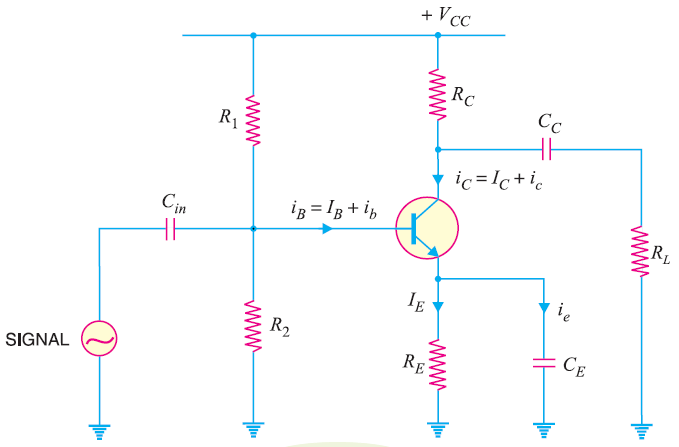 + V_CC
R_1
R_C
C_C
i_C = I_C + i_c
C_in
i_B = I_B + i_b
R_L
I_E
i_e
R_2
SIGNAL
R_E
C_E